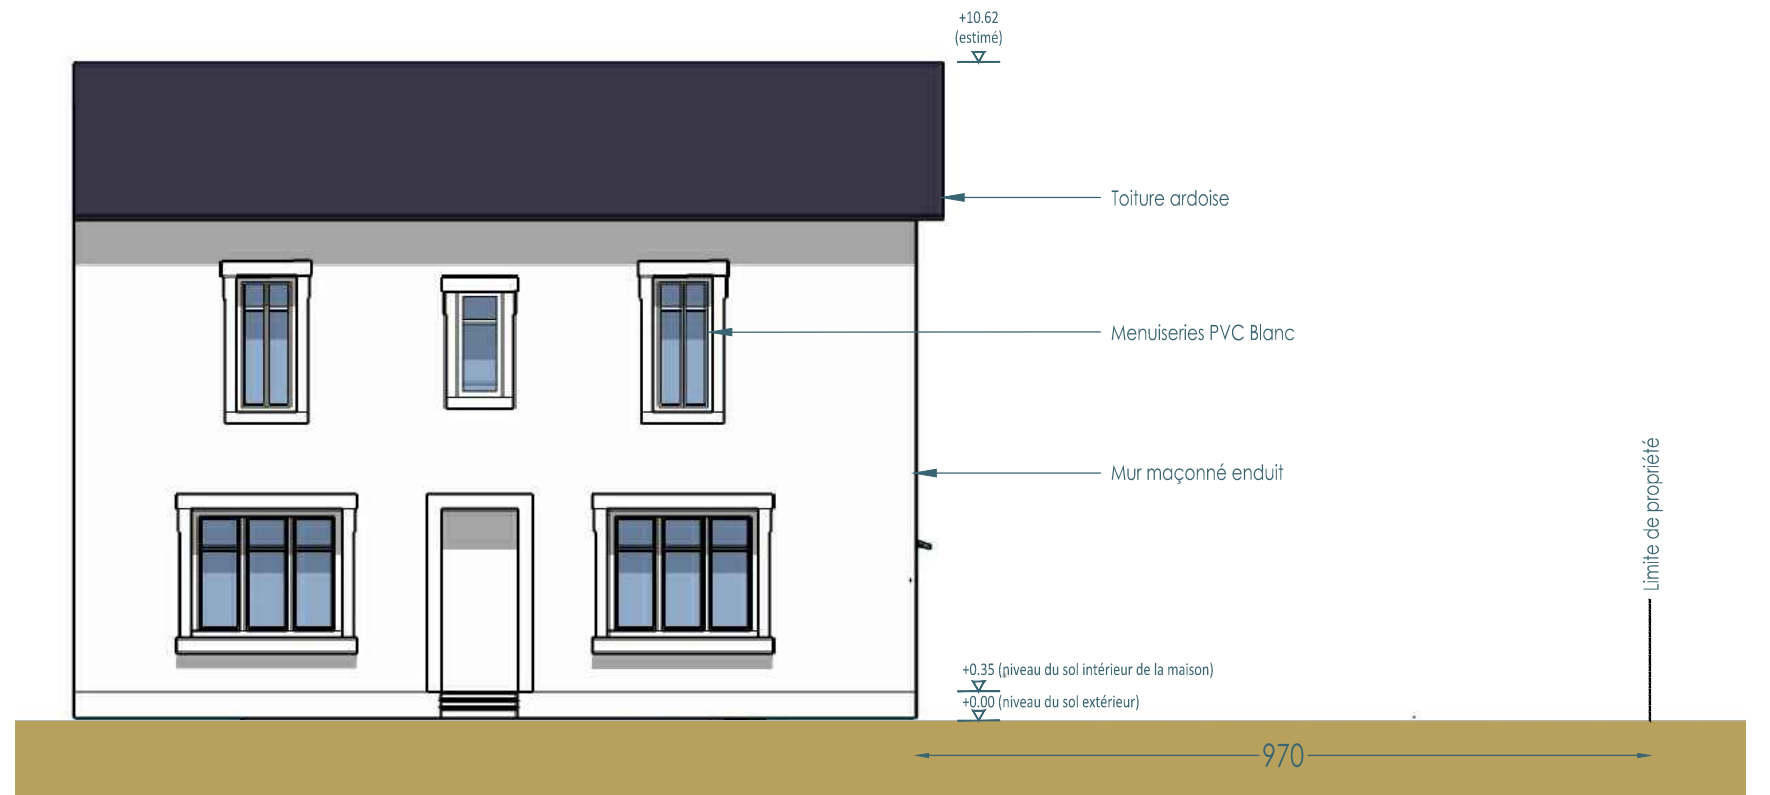 +10.62
(estimé)
Toiture ardoise
Menuiseries PVC Blanc
Mur maçonné enduit
Limite de propriété
+0.35 (niveau du sol intérieur de la maison)
+0.00 (niveau du sol extérieur)
970